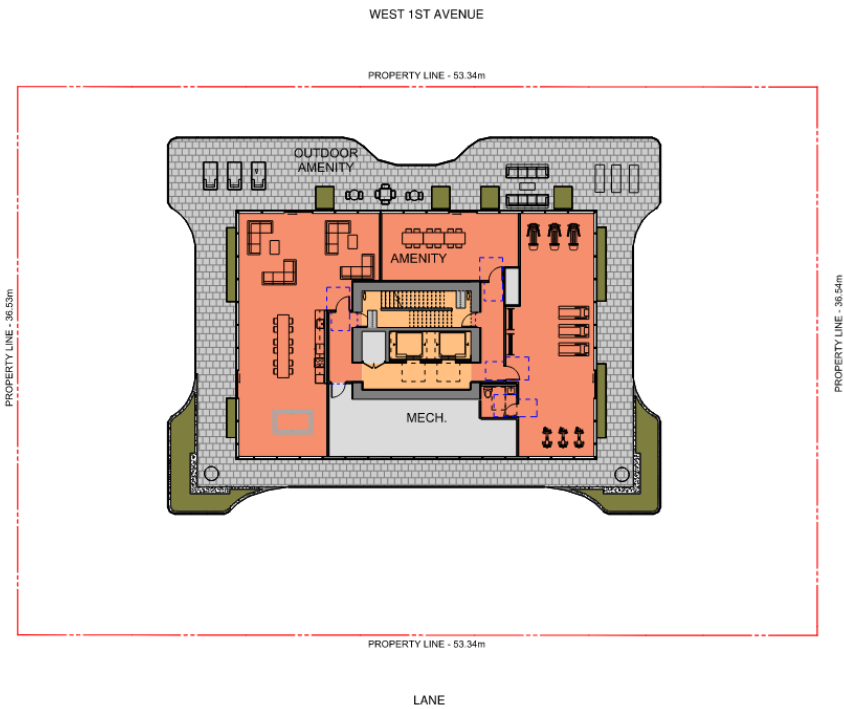 WEST 1ST AVENUE
PROPERTY LINE - 53.34m
OUTDOOR
AMENITY
AMENITY
PROPERTY LINE - 36.53m
PROPERTY LINE - 36.54m
MECH.
PROPERTY LINE - 53.34m
LANE